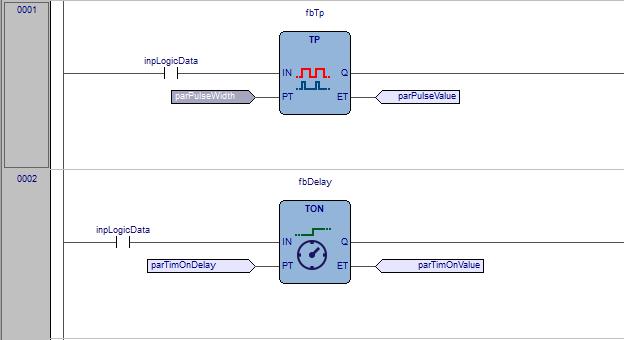 0001
fbTp
TP
inpLogicData
IN Q
parPulseWidth PT ET parPulseValue
0002
fbDelay
TON
inpLogicData
IN Q
parTimOnDelay PT ET parTimOnValue